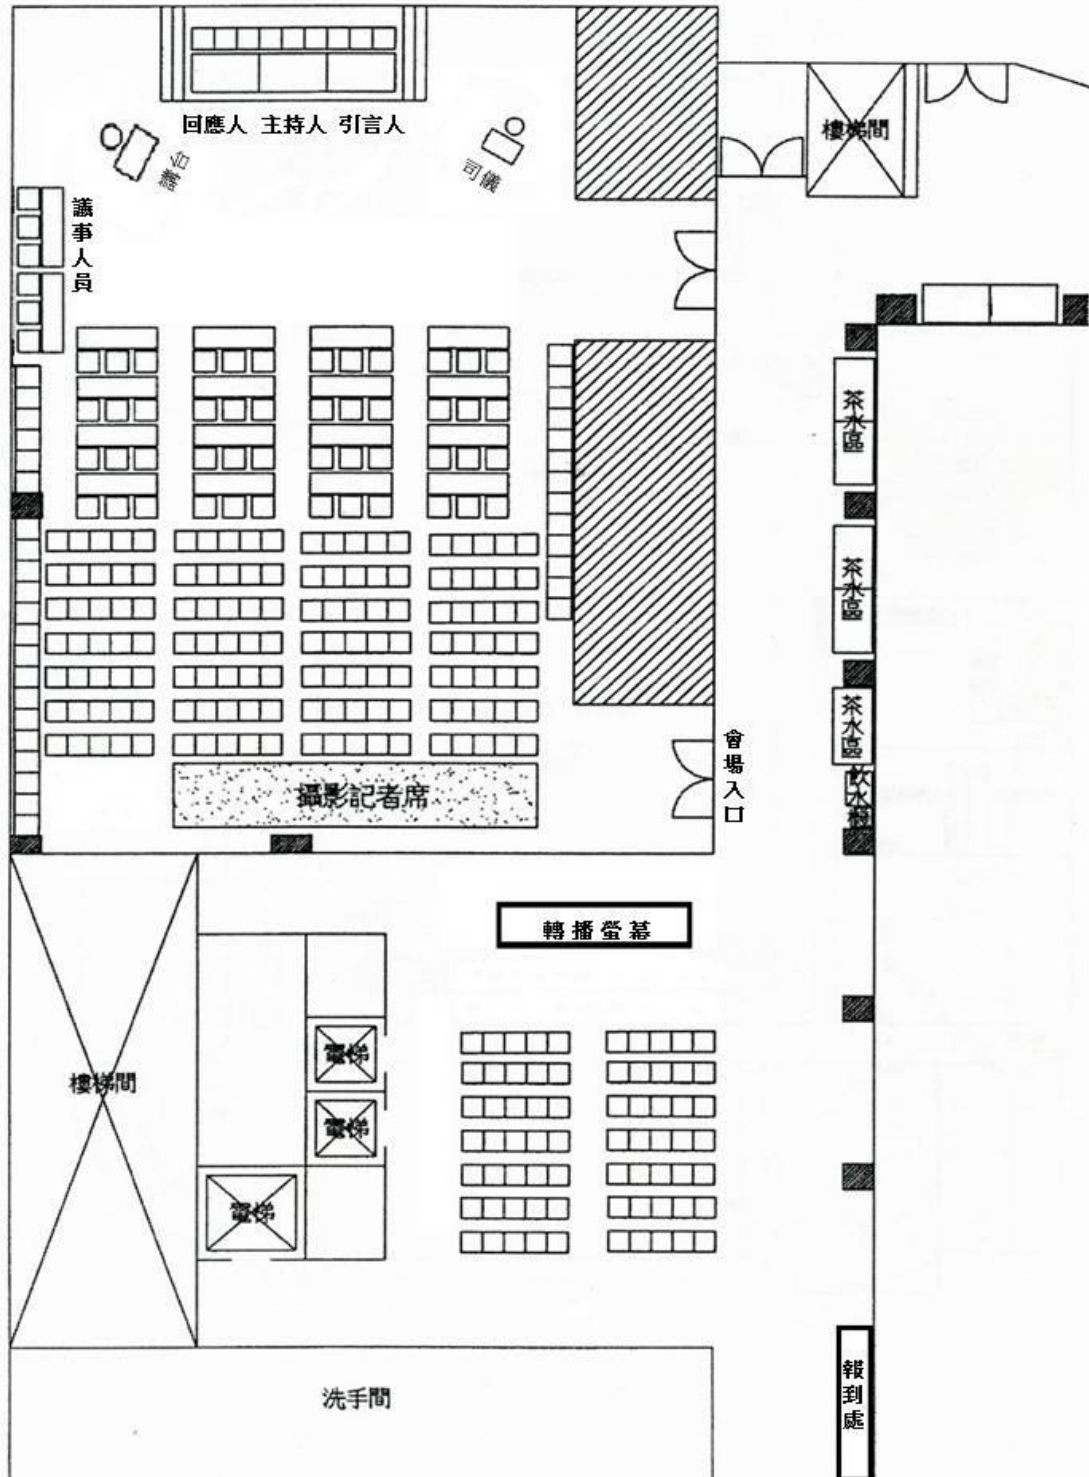 回應人 主持人 引言人
樓梯間
講台
司儀
議事人員
茶水區
茶水區
茶水區
會場入口
飲水機
攝影記者席
轉播螢幕
電梯
樓梯間
電梯
電梯
報到處
洗手間